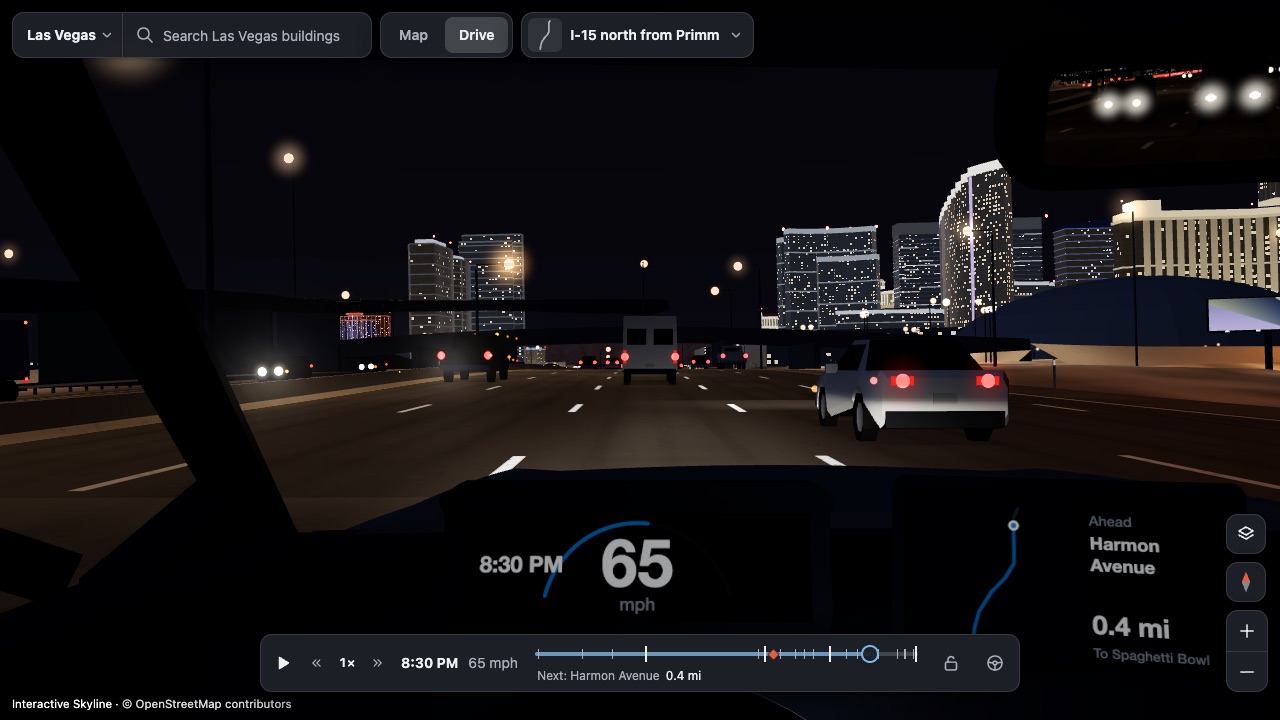 Las Vegas
Search Las Vegas buildings
Map
Drive
I-15 north from Primm
8:30 PM
65
mph
Ahead
Harmon
Avenue
0.4 mi
To Spaghetti Bowl
1×
8:30 PM
65 mph
Next: Harmon Avenue 0.4 mi
Interactive Skyline · © OpenStreetMap contributors